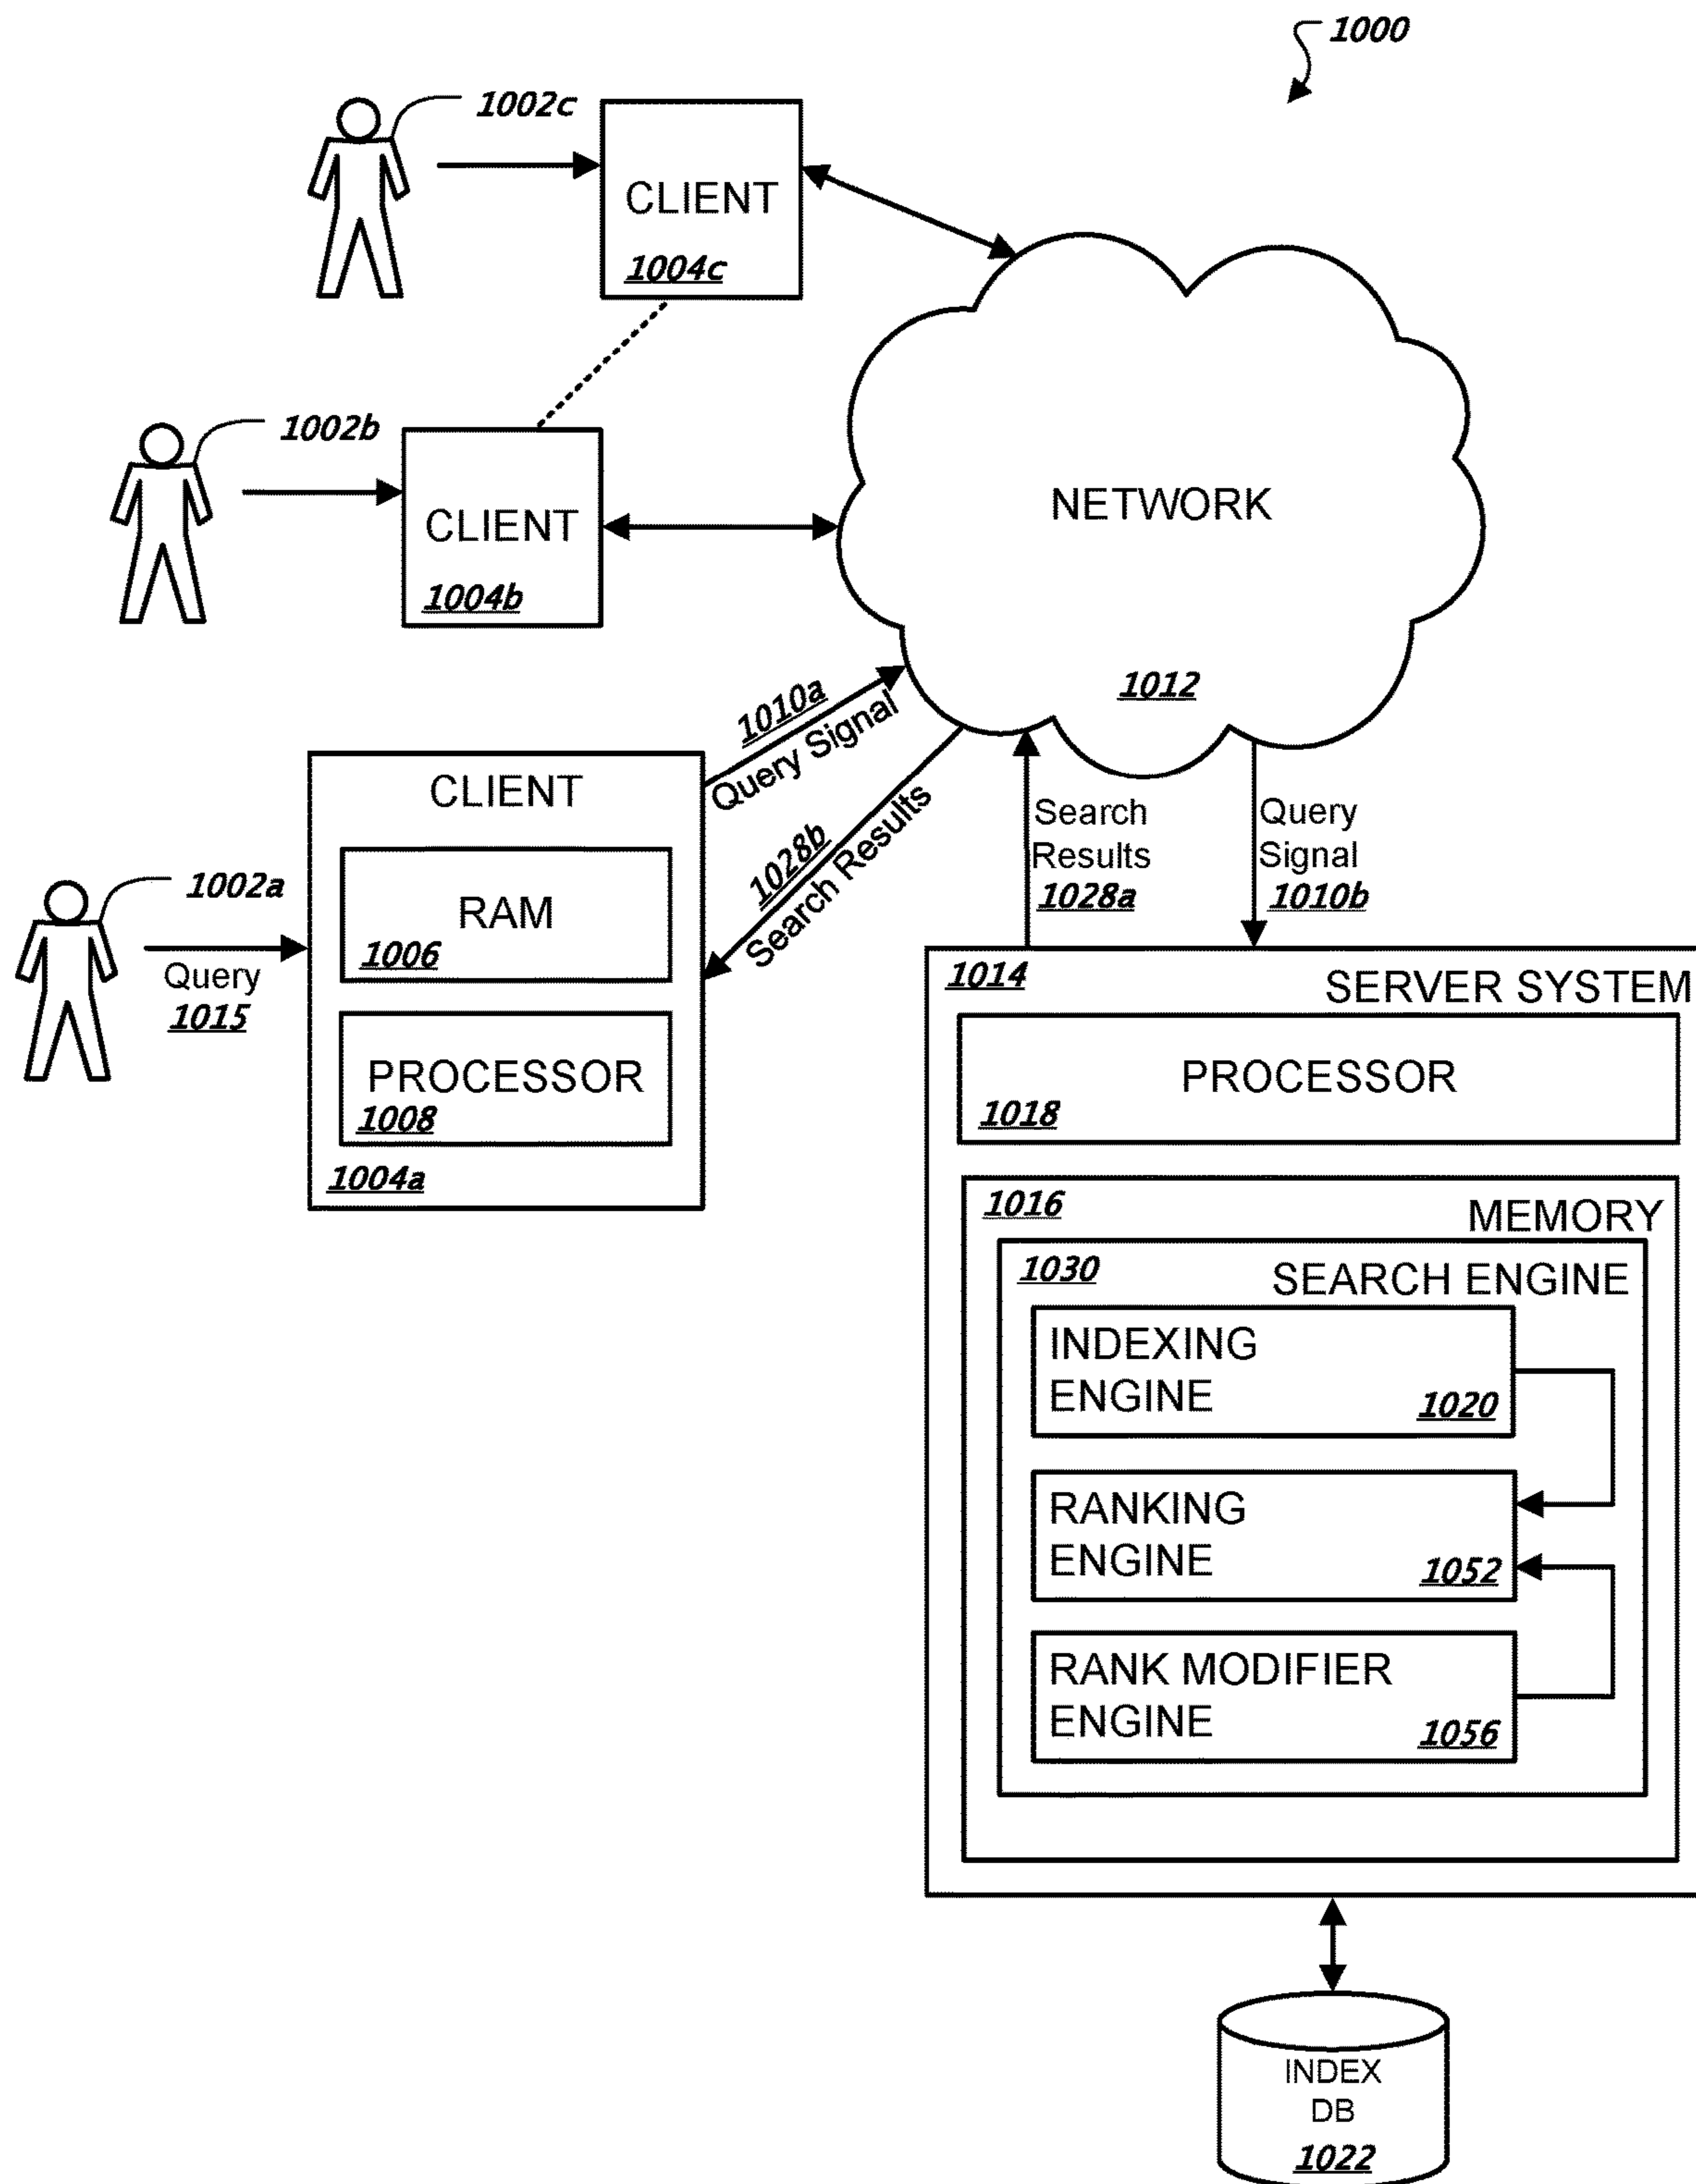 1000
1002c
CLIENT
1004c
1002b
CLIENT
1004b
NETWORK
1012
1010a
Query Signal
1028b
Search Results
CLIENT
RAM
1006
PROCESSOR
1008
1004a
1002a
Query
1015
Search
Results
1028a
Query
Signal
1010b
1014
SERVER SYSTEM
PROCESSOR
1018
1016
MEMORY
1030
SEARCH ENGINE
INDEXING
ENGINE
1020
RANKING
ENGINE
1052
RANK MODIFIER
ENGINE
1056
INDEX
DB
1022